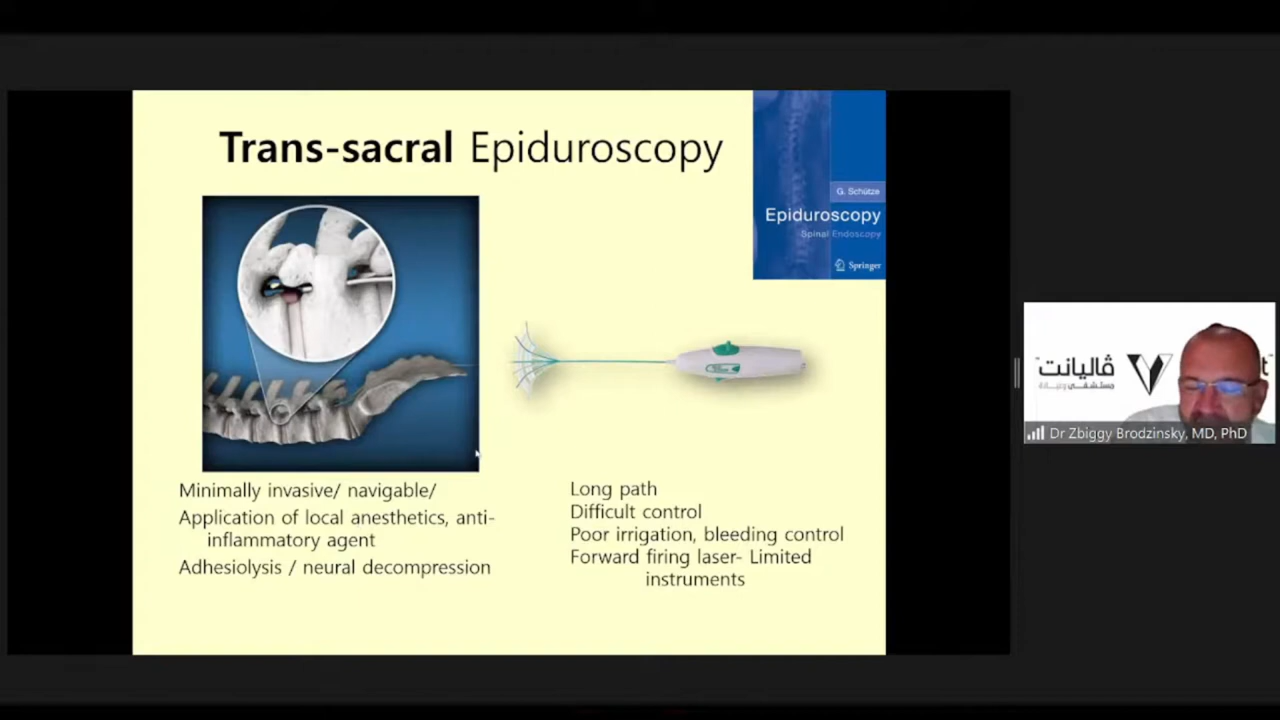 Trans-sacral Epiduroscopy
G. Schütze
Epiduroscopy
Spinal Endoscopy
Springer
Minimally invasive/ navigable/
Application of local anesthetics, anti-
inflammatory agent
Adhesiolysis / neural decompression
Long path
Difficult control
Poor irrigation, bleeding control
Forward firing laser- Limited
instruments
ڤاليانت
Dr Zbiggy Brodzinsky, MD, PhD